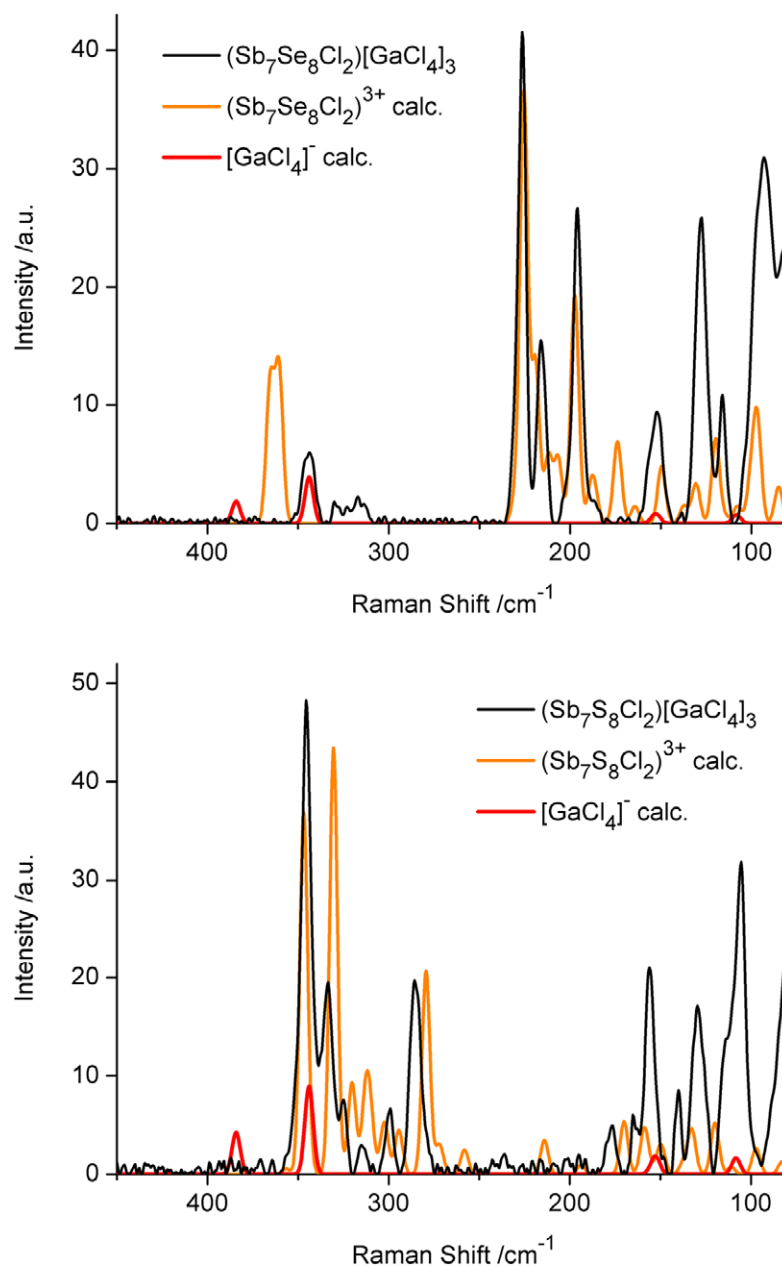 40
30
20
10
0
Intensity /a.u.
(Sb₇Se₈Cl₂)[GaCl₄]₃
(Sb₇Se₈Cl₂)³⁺ calc.
[GaCl₄]⁻ calc.
400 300 200 100
Raman Shift /cm⁻¹
50
40
30
20
10
0
Intensity /a.u.
(Sb₇S₈Cl₂)[GaCl₄]₃
(Sb₇S₈Cl₂)³⁺ calc.
[GaCl₄]⁻ calc.
400 300 200 100
Raman Shift /cm⁻¹